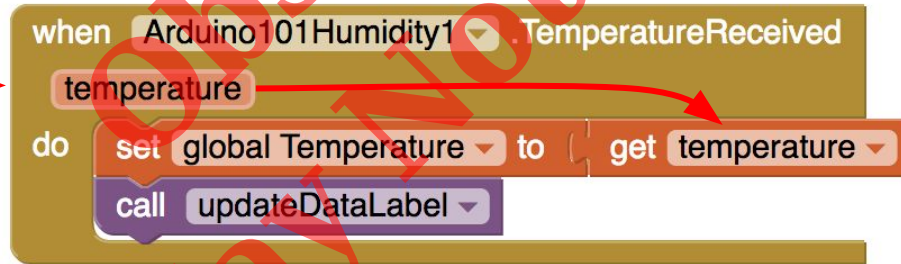 when Arduino101Humidity1 .TemperatureReceived
temperature
do set global Temperature to get temperature
call updateDataLabel